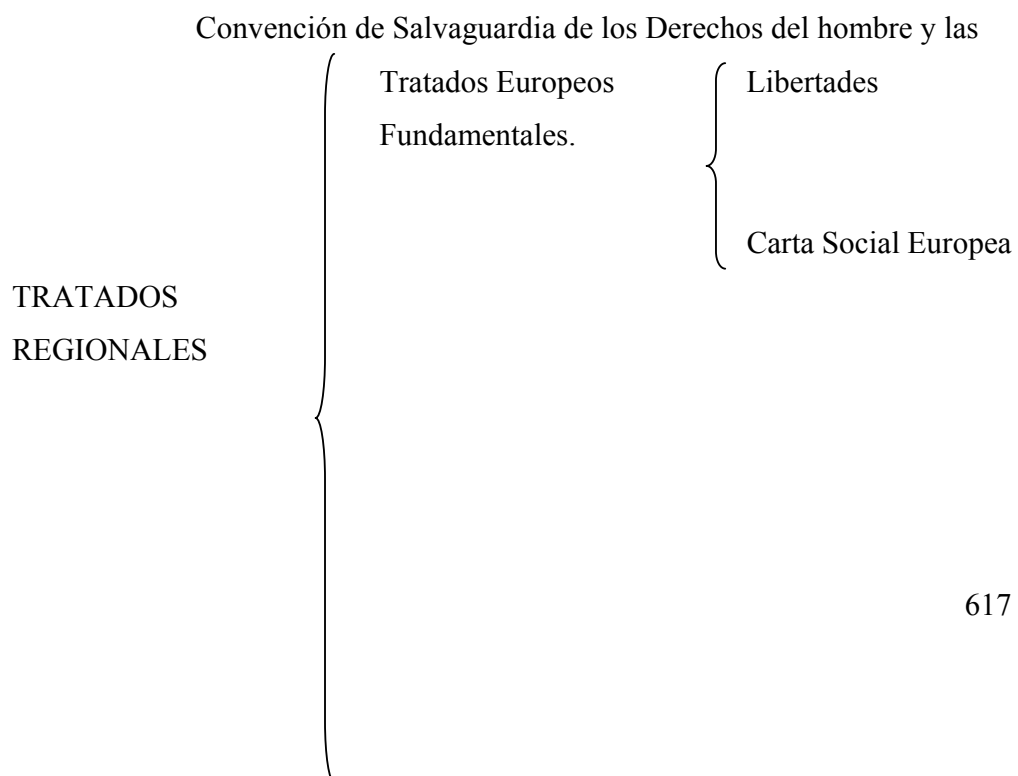 Convención de Salvaguardia de los Derechos del hombre y las
Tratados Europeos Libertades
Fundamentales.
Carta Social Europea
TRATADOS
REGIONALES
617